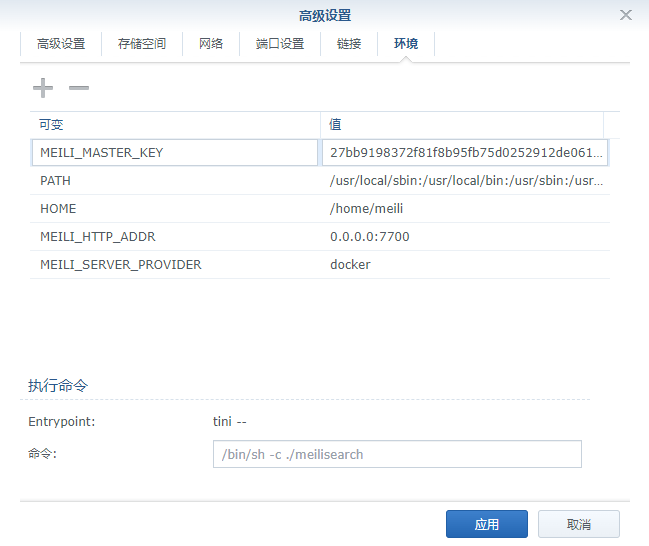 高级设置
高级设置 存储空间 网络 端口设置 链接 环境
可变 值
MEILI_MASTER_KEY 27bb9198372f81f8b95fb75d0252912de061...
PATH /usr/local/sbin:/usr/local/bin:/usr/sbin:/usr...
HOME /home/meili
MEILI_HTTP_ADDR 0.0.0.0:7700
MEILI_SERVER_PROVIDER docker
执行命令
Entrypoint: tini --
命令: /bin/sh -c ./meilisearch
应用 取消